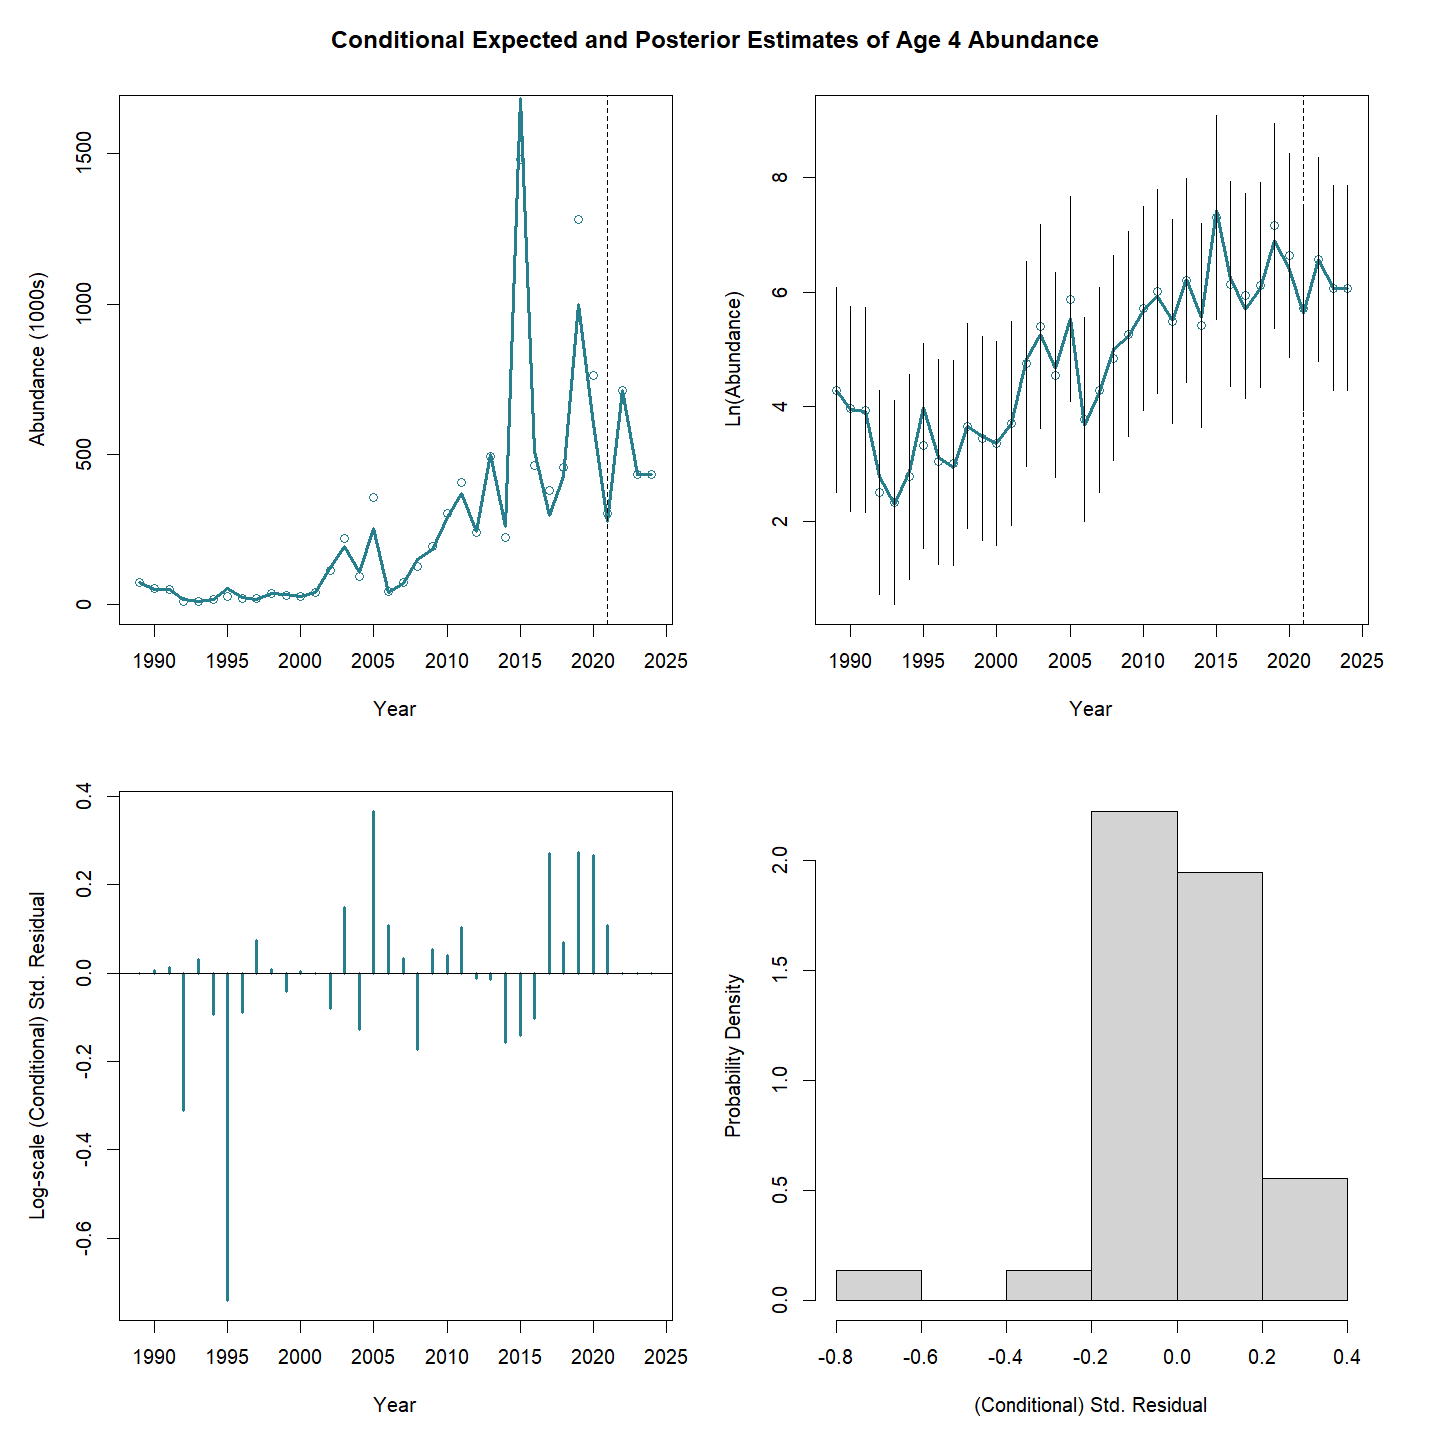 Conditional Expected and Posterior Estimates of Age 4 Abundance
Abundance (1000s)
1500
1000
500
0
1990 1995 2000 2005 2010 2015 2020 2025
Year
Ln(Abundance)
8
6
4
2
1990 1995 2000 2005 2010 2015 2020 2025
Year
Log-scale (Conditional) Std. Residual
0.4
0.2
0.0
-0.2
-0.4
-0.6
1990 1995 2000 2005 2010 2015 2020 2025
Year
Probability Density
2.0
1.5
1.0
0.5
0.0
-0.8 -0.6 -0.4 -0.2 0.0 0.2 0.4
(Conditional) Std. Residual